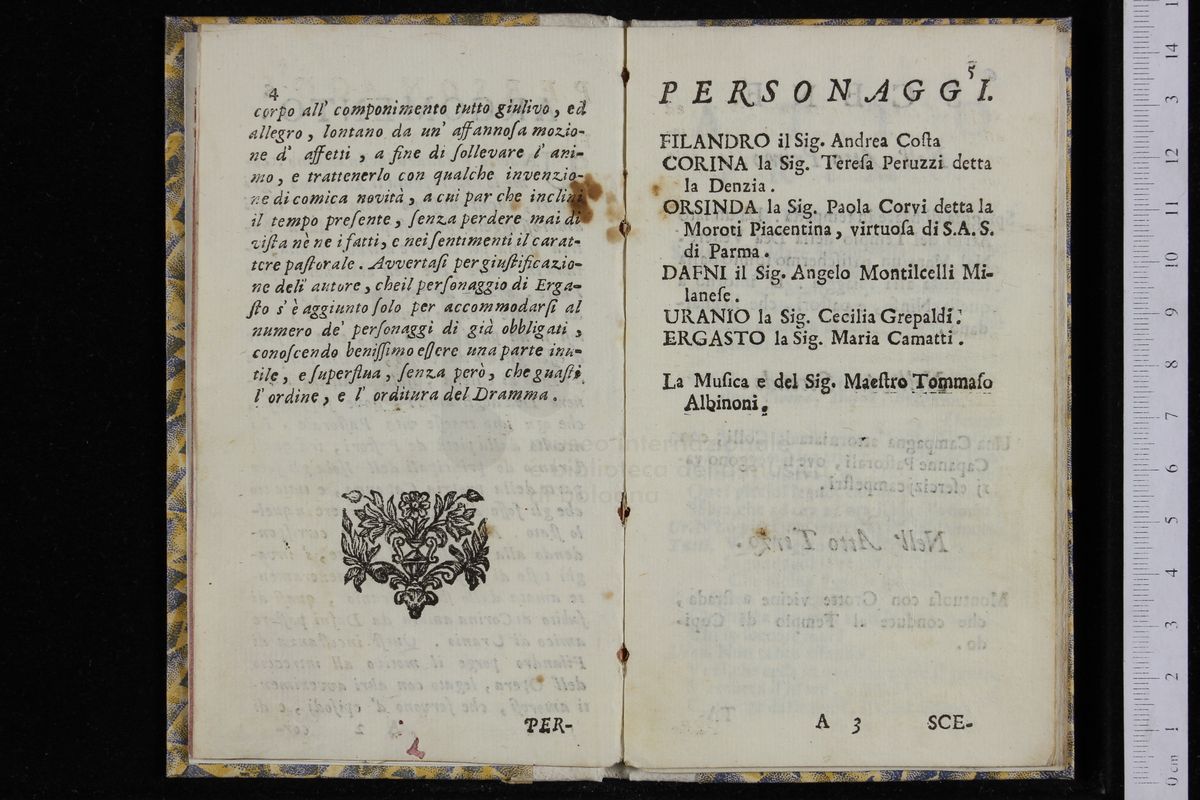 4
corpo all' componimento tutto giulivo, ed
allegro, lontano da un' affannoſa mozio-
ne d' affetti, a fine di ſollevare l' ani-
mo, e trattenerlo con qualche invenzio-
ne di comica novità, a cui par che inclini
il tempo preſente, ſenza perdere mai di
viſta nè ne i fatti, e nei ſentimenti il carat-
tere paſtorale. Avvertaſi per giuſtificazio-
ne dell' autore, cheil perſonaggio di Erga-
ſto s' è aggiunto ſolo per accommodarſi al
numero de' perſonaggi di già obbligati,
conoſcendo beniſſimo eſſere una parte inu-
tile, e ſuperflua, ſenza però, che guaſti
l' ordine, e l' orditura del Dramma.
PER-
5
PERSONAGGI.
FILANDRO il Sig. Andrea Coſta
CORINA la Sig. Tereſa Peruzzi detta
la Denzia.
ORSINDA la Sig. Paola Corvi detta la
Moroti Piacentina, virtuoſa di S.A.S.
di Parma.
DAFNI il Sig. Angelo Montilcelli Mi-
laneſe.
URANIO la Sig. Cecilia Grepaldi.
ERGASTO la Sig. Maria Camatti.
La Muſica e del Sig. Maeſtro Tommaſo
Albinoni.
A 3 SCE-